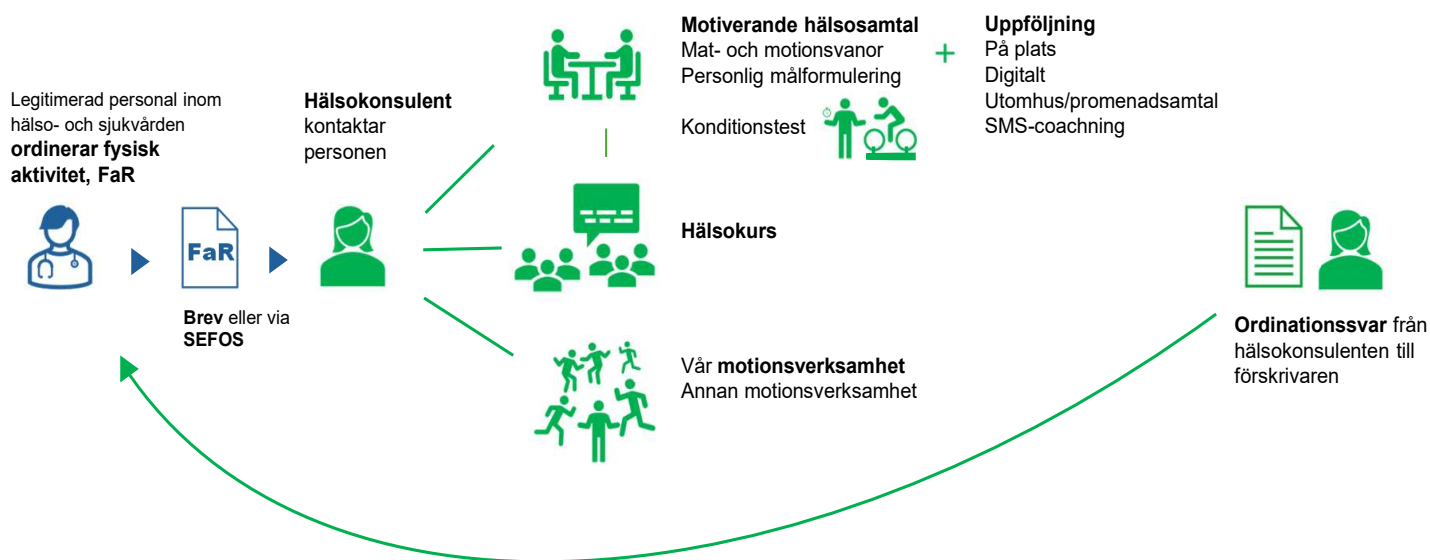 Legitimerad personal inom
hälso- och sjukvården
ordinerar fysisk
aktivitet, FaR
FaR
Brev eller via
SEFOS
Hälsokonsulent
kontaktar
personen
Motiverande hälsosamtal
Mat- och motionsvanor
Personlig målformulering
Konditionstest
+
Uppföljning
På plats
Digitalt
Utomhus/promenadsamtal
SMS-coachning
Hälsokurs
Vår motionsverksamhet
Annan motionsverksamhet
Ordinationssvar från
hälsokonsulenten till
förskrivaren